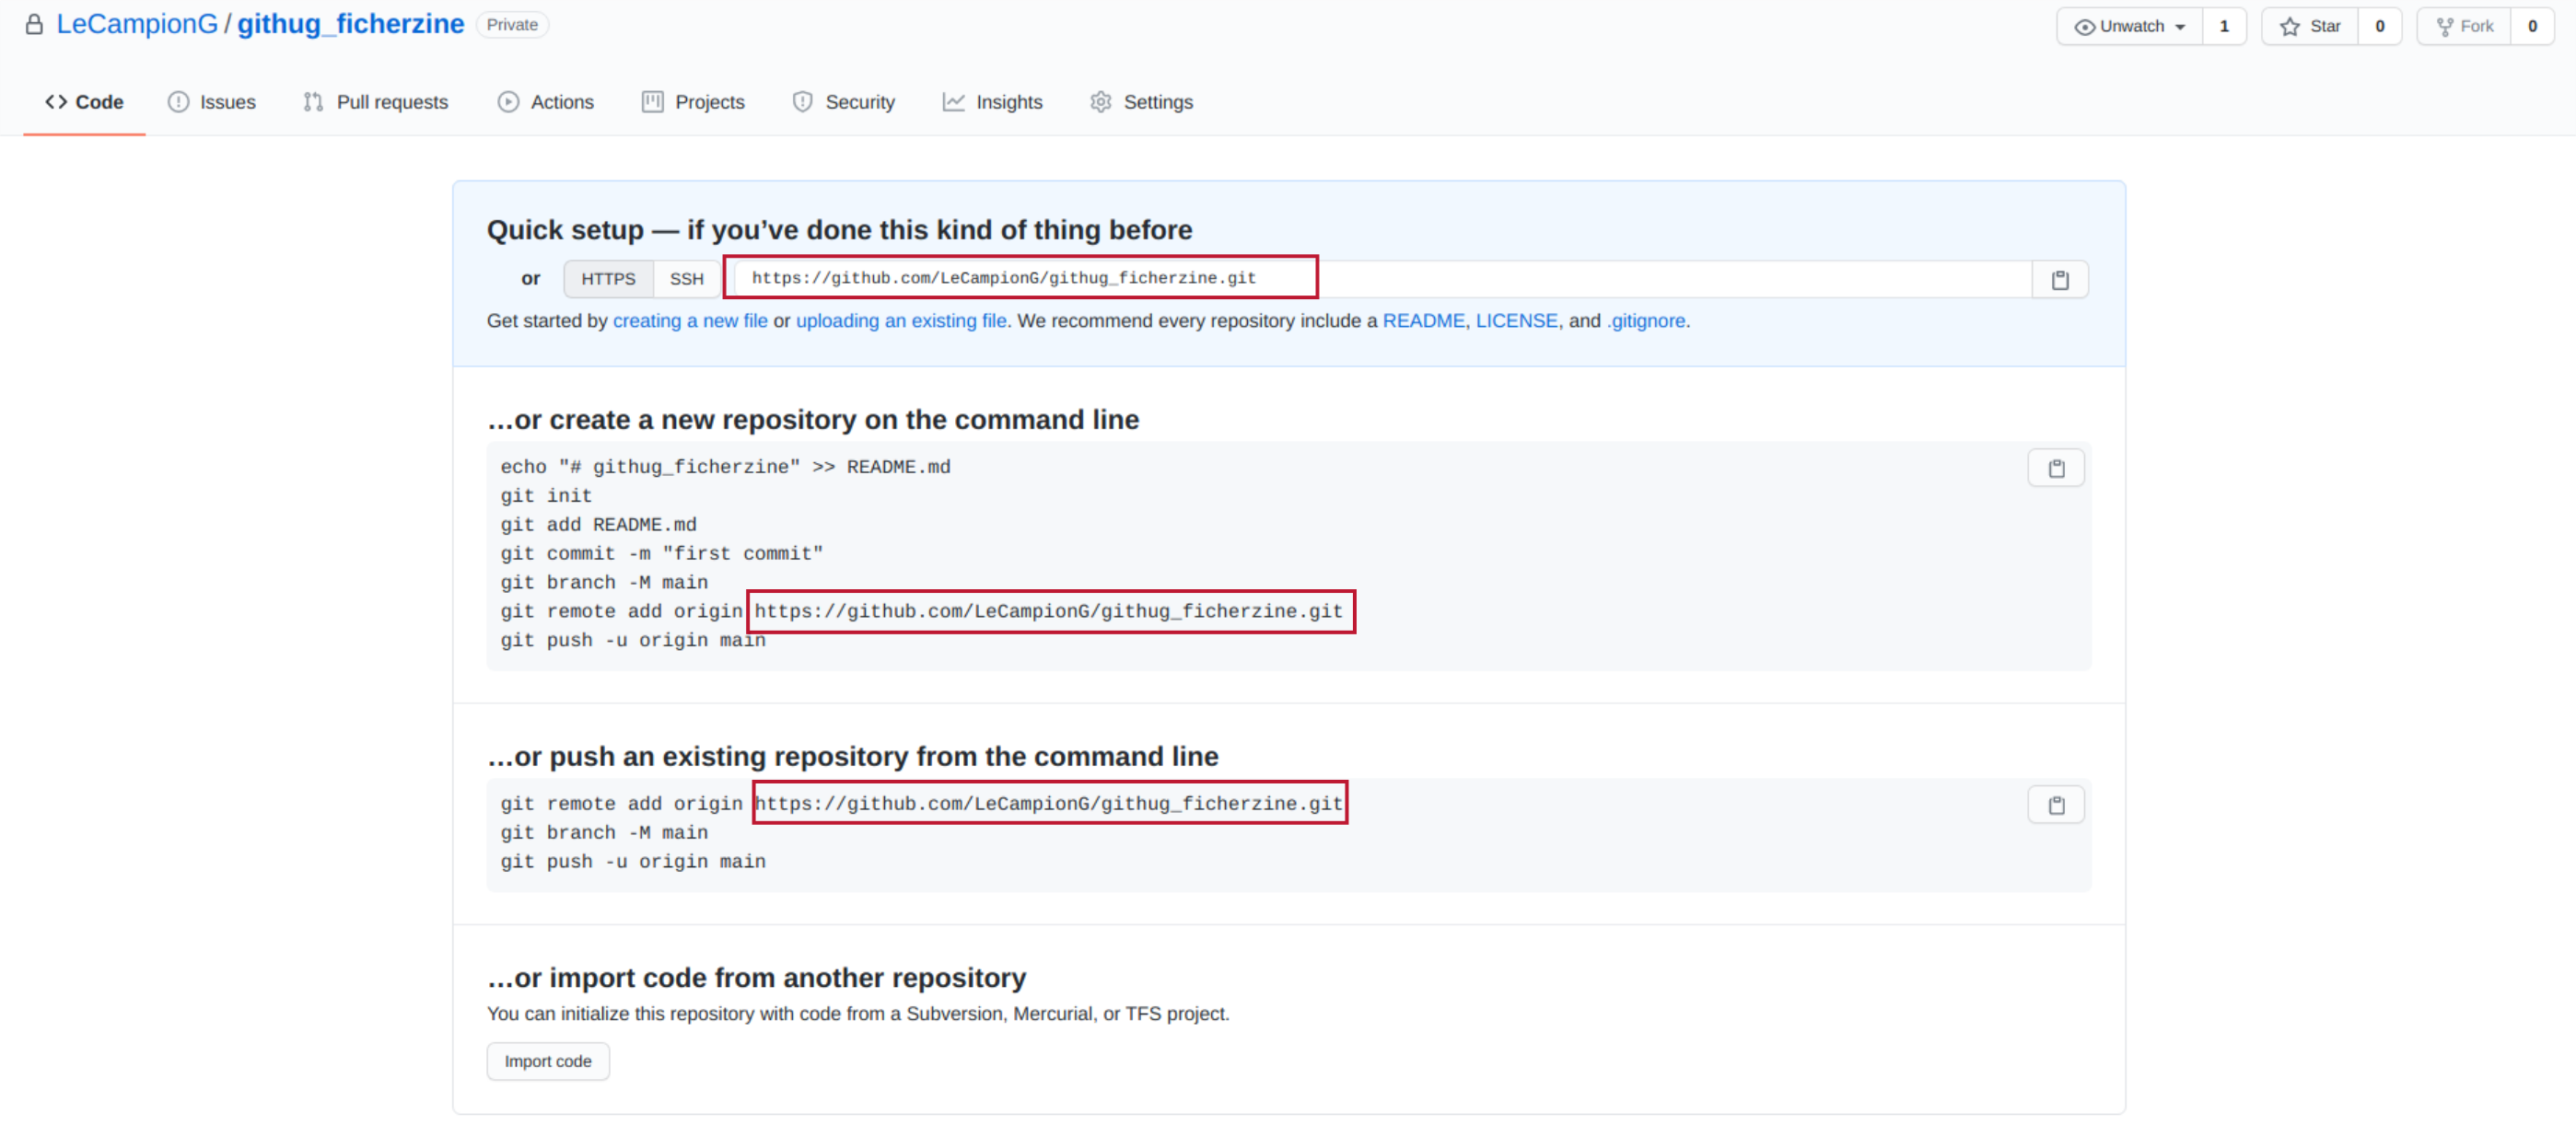 LeCampionG / githug_ficherzine Private
Unwatch 1 Star 0 Fork 0
Code Issues Pull requests Actions Projects Security Insights Settings
Quick setup — if you’ve done this kind of thing before
or HTTPS SSH https://github.com/LeCampionG/githug_ficherzine.git
Get started by creating a new file or uploading an existing file. We recommend every repository include a README, LICENSE, and .gitignore.
…or create a new repository on the command line
echo "# githug_ficherzine" >> README.md
git init
git add README.md
git commit -m "first commit"
git branch -M main
git remote add origin https://github.com/LeCampionG/githug_ficherzine.git
git push -u origin main
…or push an existing repository from the command line
git remote add origin https://github.com/LeCampionG/githug_ficherzine.git
git branch -M main
git push -u origin main
…or import code from another repository
You can initialize this repository with code from a Subversion, Mercurial, or TFS project.
Import code